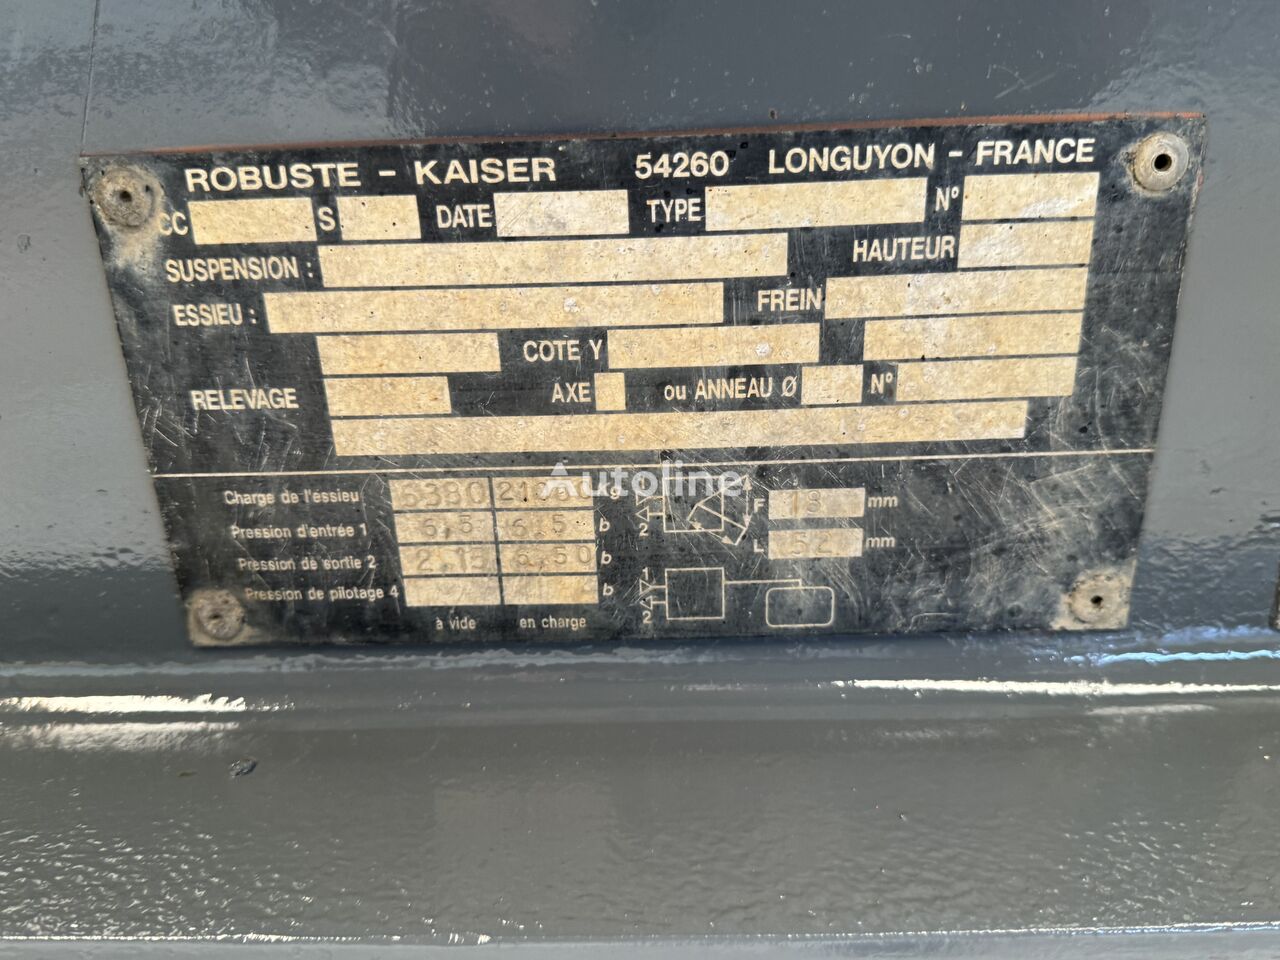 ROBUSTE - KAISER 54260 LONGUYON - FRANCE
CC S DATE TYPE N°
SUSPENSION : HAUTEUR
ESSIEU : FREIN
COTE Y
RELEVAGE AXE ou ANNEAU Ø N°
Autoline
Charge de l'éssieu 5380 F 18 mm
Pression d'entrée 1 6,5 6,5 b 2
Pression de sortie 2 2.15 6.50 b L 52 mm
Pression de pilotage 4 b 1 2
à vide en charge